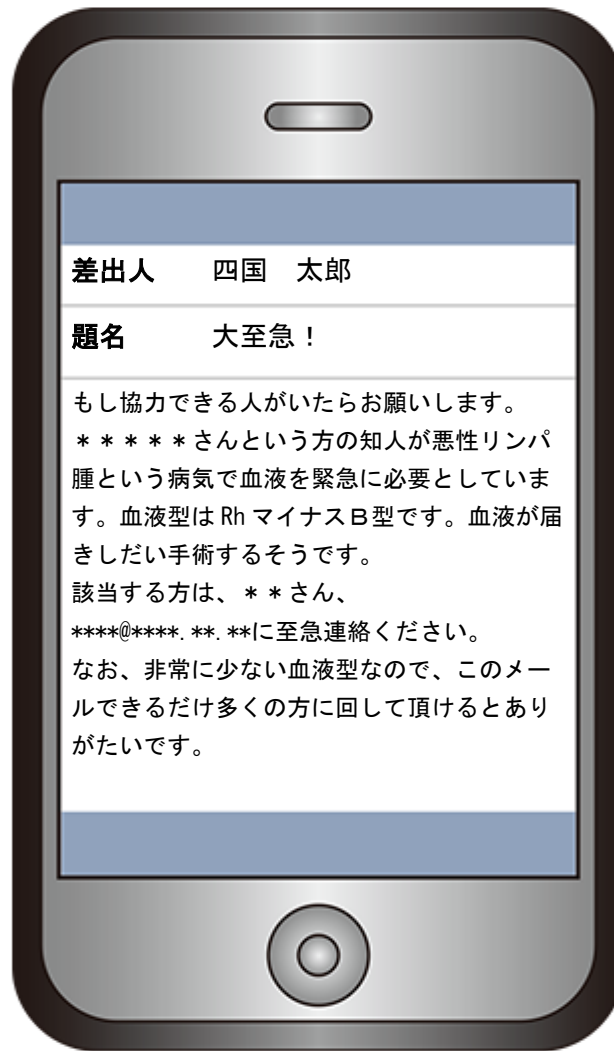 差出人　四国　太郎
題名　大至急！
もし協力できる人がいたらお願いします。
＊＊＊＊＊さんという方の知人が悪性リンパ
腫という病気で血液を緊急に必要としていま
す。血液型は Rh マイナスＢ型です。血液が届
きしだい手術するそうです。
該当する方は、＊＊さん、
****@****.**.**に至急連絡ください。
なお、非常に少ない血液型なので、このメー
ルできるだけ多くの方に回して頂けるとあり
がたいです。